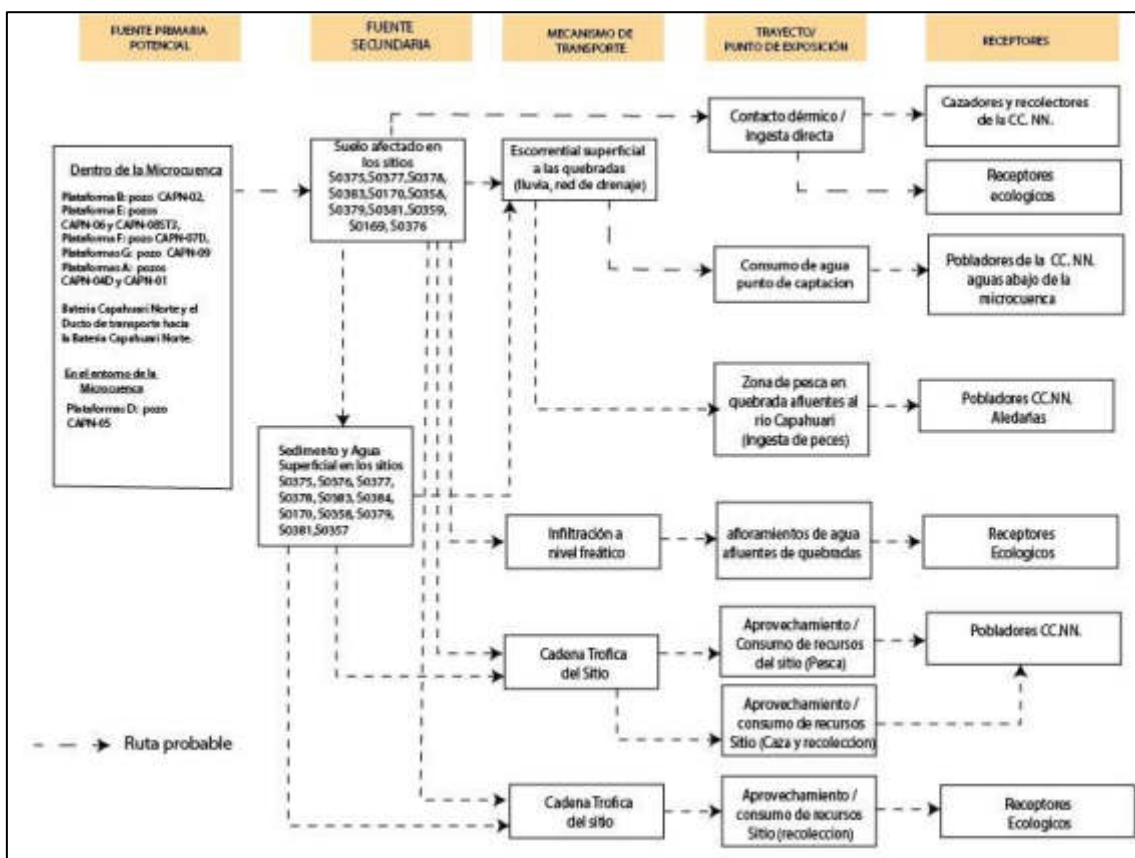 FUENTE PRIMARIA
POTENCIAL
FUENTE
SECUNDARIA
MECANISMO DE
TRANSPORTE
TRAYECTO/
PUNTO DE EXPOSICIÓN
RECEPTORES
Dentro de la Microcuenca
Plataforma B: pozo CAPN-02,
Plataforma E: pozos
CAPN-06 y CAPN-08ST3,
Plataforma F: pozo CAPN-07D,
Plataformas G: pozo CAPN-09
Plataformas A: pozos
CAPN-04D y CAPN-01
Bateria Capahuari Norte y el
Ducto de transporte hacia
la Bateria Capahuari Norte.
En el entorno de la
Microcuenca
Plataformas D: pozo
CAPN-05
Suelo afectado en
los sitios
S0375,S0377,S0378,
S0383,S0170,S0358,
S0379,S0381,S0359,
S0169, S0376
Sedimento y Agua
Superficial en los sitios
S0375, S0376, S0377,
S0378, S0383, S0384,
S0170, S0358, S0379,
S0381,S0357
Escorrential superficial
a las quebradas
(lluvia, red de drenaje)
Contacto dérmico /
Ingesta directa
Cazadores y recolectores
de la CC. NN.
Receptores
ecologicos
Consumo de agua
punto de captacion
Pobladores de la CC. NN.
aguas abajo de la
microcuenca
Zona de pesca en
quebrada afluentes al
rio Capahuari
(Ingesta de peces)
Pobladores CC.NN.
Aledañas
Infiltración a
nivel freático
afloramientos de agua
afluentes de quebradas
Receptores
Ecologicos
Cadena Trofica
del Sitio
Aprovechamiento /
Consumo de recursos
del sitio (Pesca)
Pobladores CC.NN.
Aprovechamiento /
consumo de recursos
Sitio (Caza y recoleccion)
Cadena Trofica
del sitio
Aprovechamiento /
consumo de recursos
Sitio (recoleccion)
Receptores
Ecologicos
Ruta probable